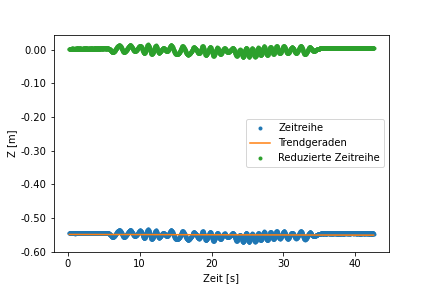 0.00
-0.10
-0.20
-0.30
-0.40
-0.50
-0.60
Z [m]
Zeitreihe
Trendgeraden
Reduzierte Zeitreihe
0
10
20
30
40
Zeit [s]